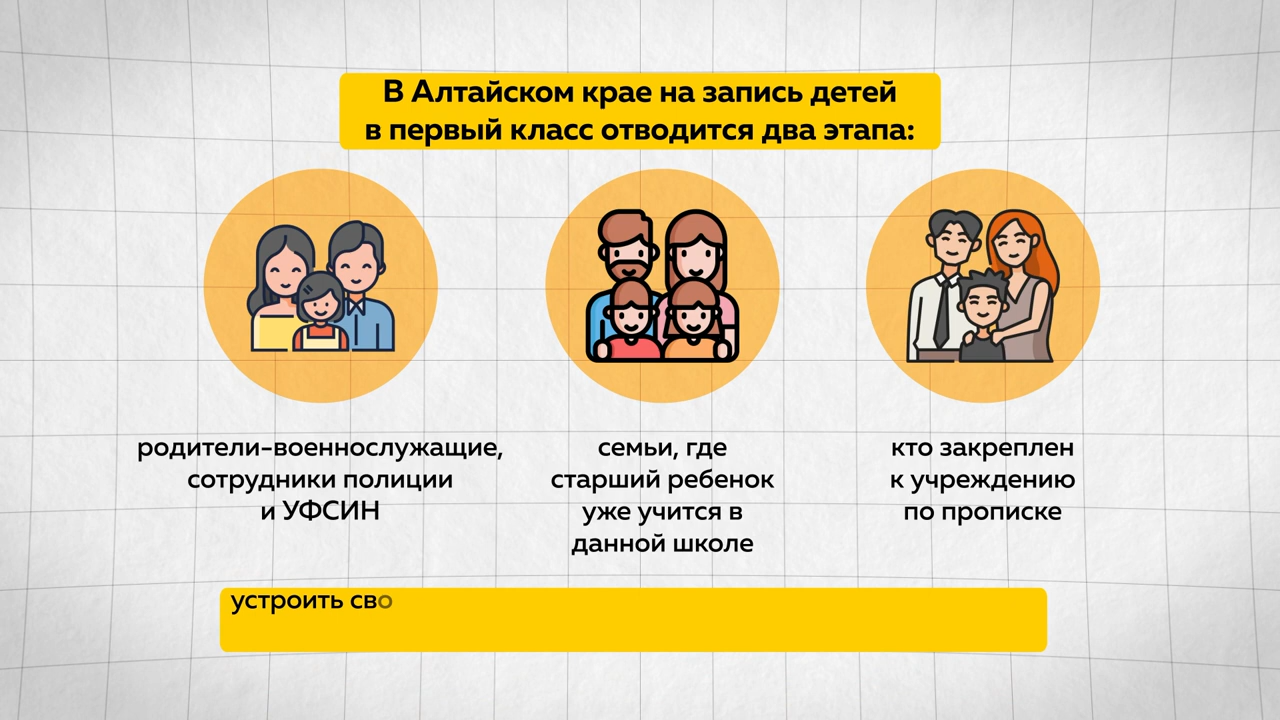 В Алтайском крае на запись детей
в первый класс отводится два этапа:
родители-военнослужащие,
сотрудники полиции
и УФСИН
семьи, где
старший ребенок
уже учится в
данной школе
кто закреплен
к учреждению
по прописке
устроить сво